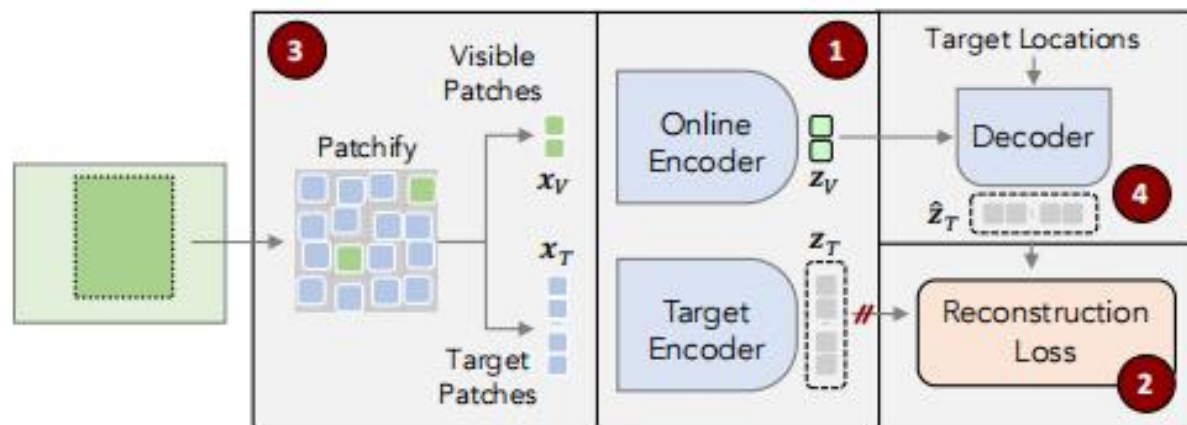 3
Visible
Patches
Patchify
x_V
x_T
Target
Patches
1
Online
Encoder
z_V
z_T
Target
Encoder
Target Locations
Decoder
4
ẑ_T
Reconstruction
Loss
2